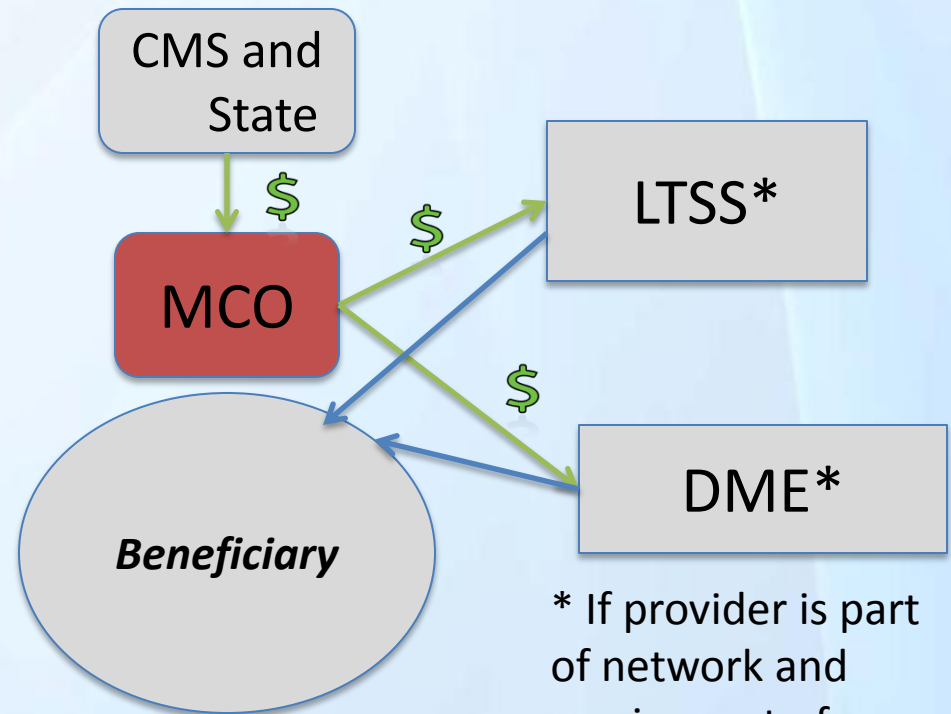 CMS and
State
$
$
LTSS*
MCO
$
DME*
Beneficiary
* If provider is part
of network and